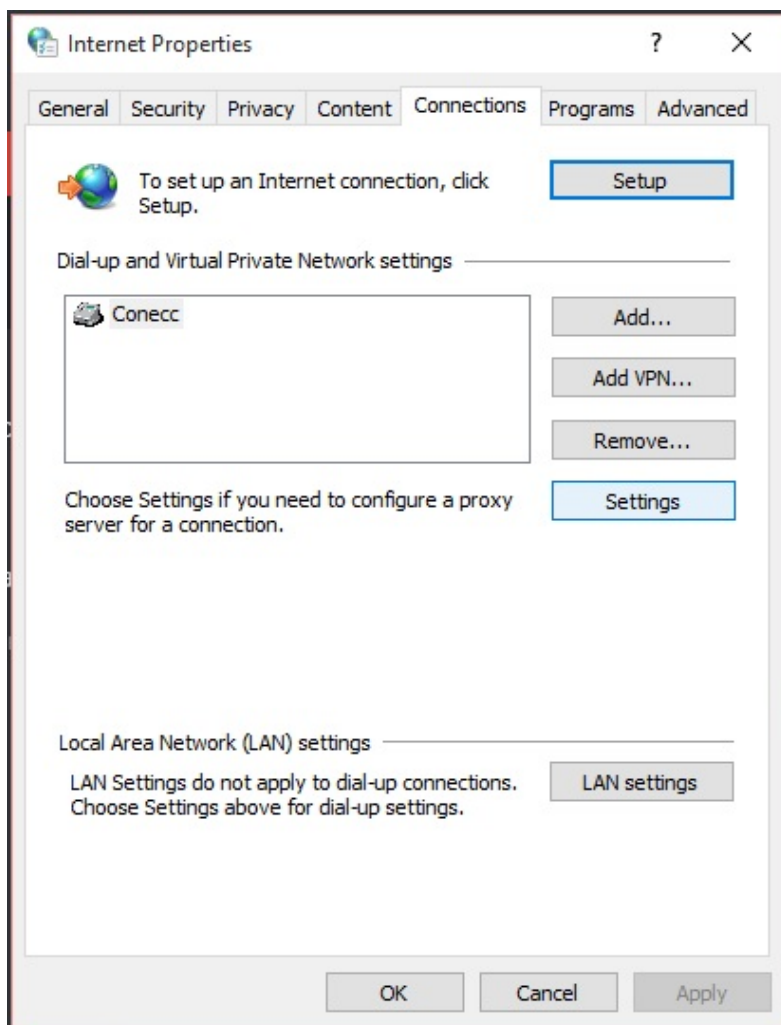 Internet Properties
?
General Security Privacy Content Connections Programs Advanced
To set up an Internet connection, click
Setup.
Setup
Dial-up and Virtual Private Network settings
Conecc
Add...
Add VPN...
Remove...
Choose Settings if you need to configure a proxy
server for a connection.
Settings
Local Area Network (LAN) settings
LAN Settings do not apply to dial-up connections.
Choose Settings above for dial-up settings.
LAN settings
OK Cancel Apply